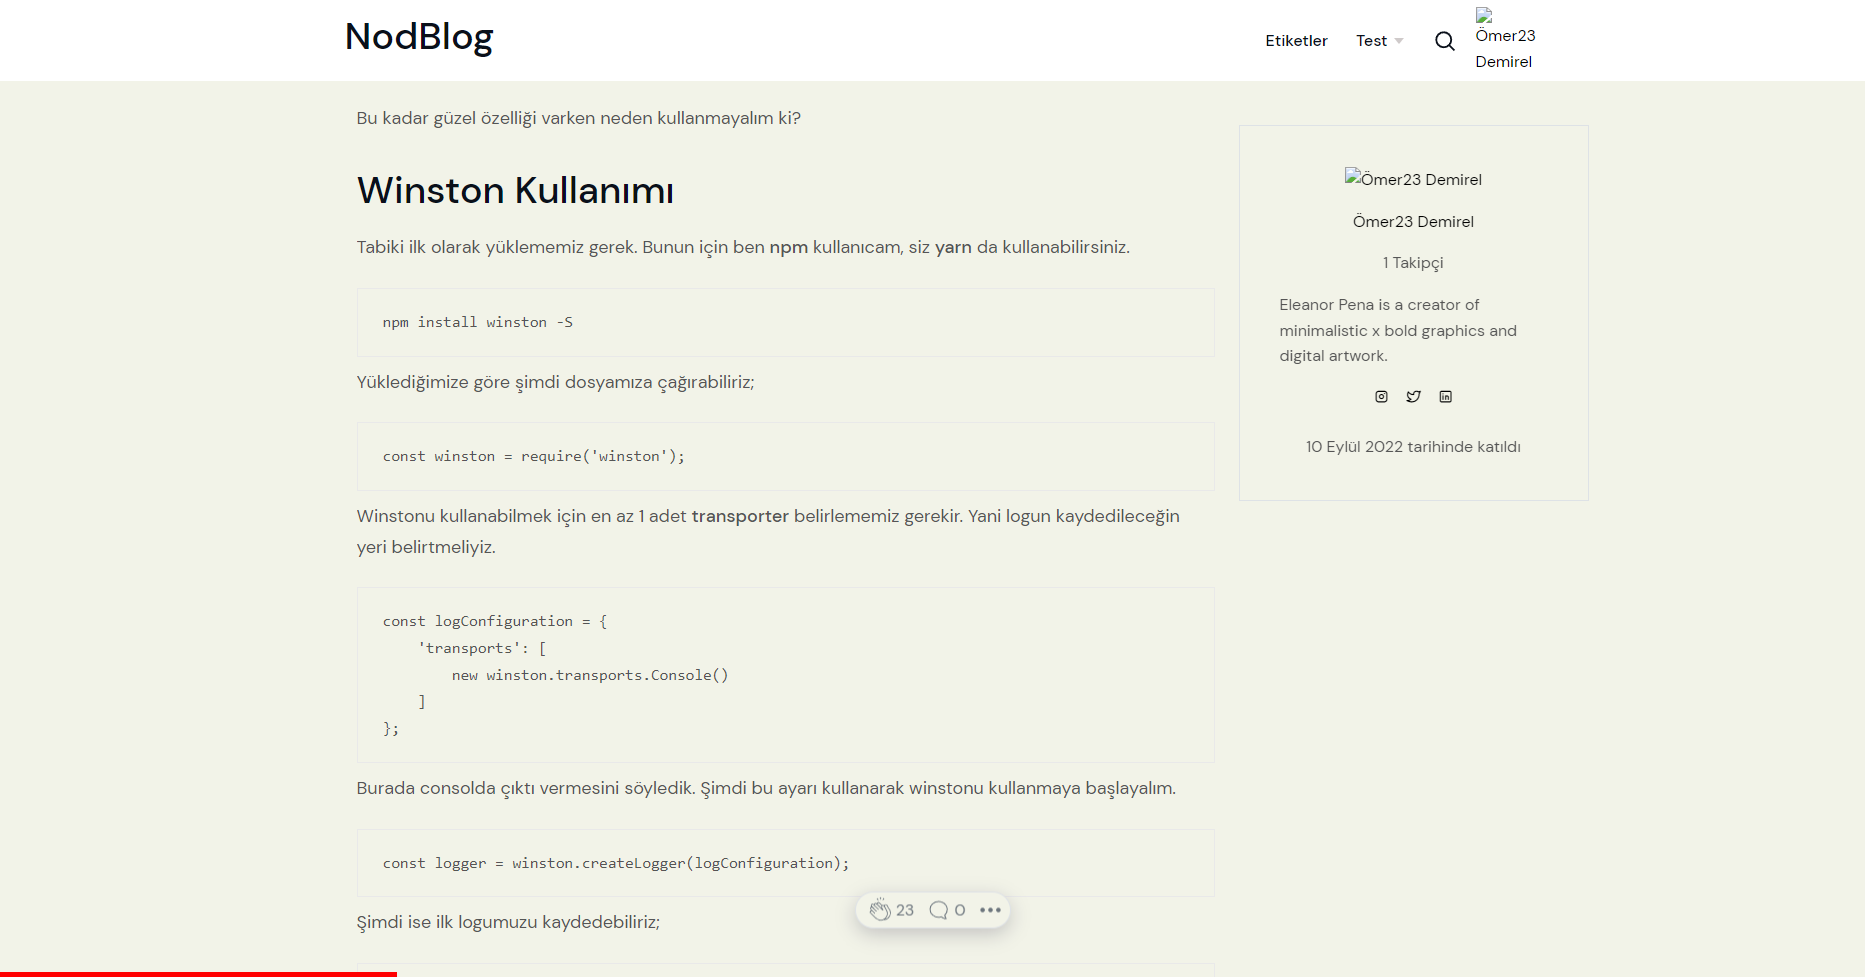 NodBlog
Etiketler
Test
Ömer23
Demirel
Bu kadar güzel özelliği varken neden kullanmayalım ki?
Winston Kullanımı
Tabiki ilk olarak yüklememiz gerek. Bunun için ben npm kullanıcam, siz yarn da kullanabilirsiniz.
npm install winston -S
Yüklediğimize göre şimdi dosyamıza çağırabiliriz;
const winston = require('winston');
Winstonu kullanabilmek için en az 1 adet transporter belirlememiz gerekir. Yani logun kaydedileceğin
yeri belirtmeliyiz.
const logConfiguration = {
    'transports': [
        new winston.transports.Console()
    ]
};
Burada consolda çıktı vermesini söyledik. Şimdi bu ayarı kullanarak winstonu kullanmaya başlayalım.
const logger = winston.createLogger(logConfiguration);
Şimdi ise ilk logumuzu kaydedebiliriz;
23
0
Ömer23 Demirel
Ömer23 Demirel
1 Takipçi
Eleanor Pena is a creator of
minimalistic x bold graphics and
digital artwork.
10 Eylül 2022 tarihinde katıldı